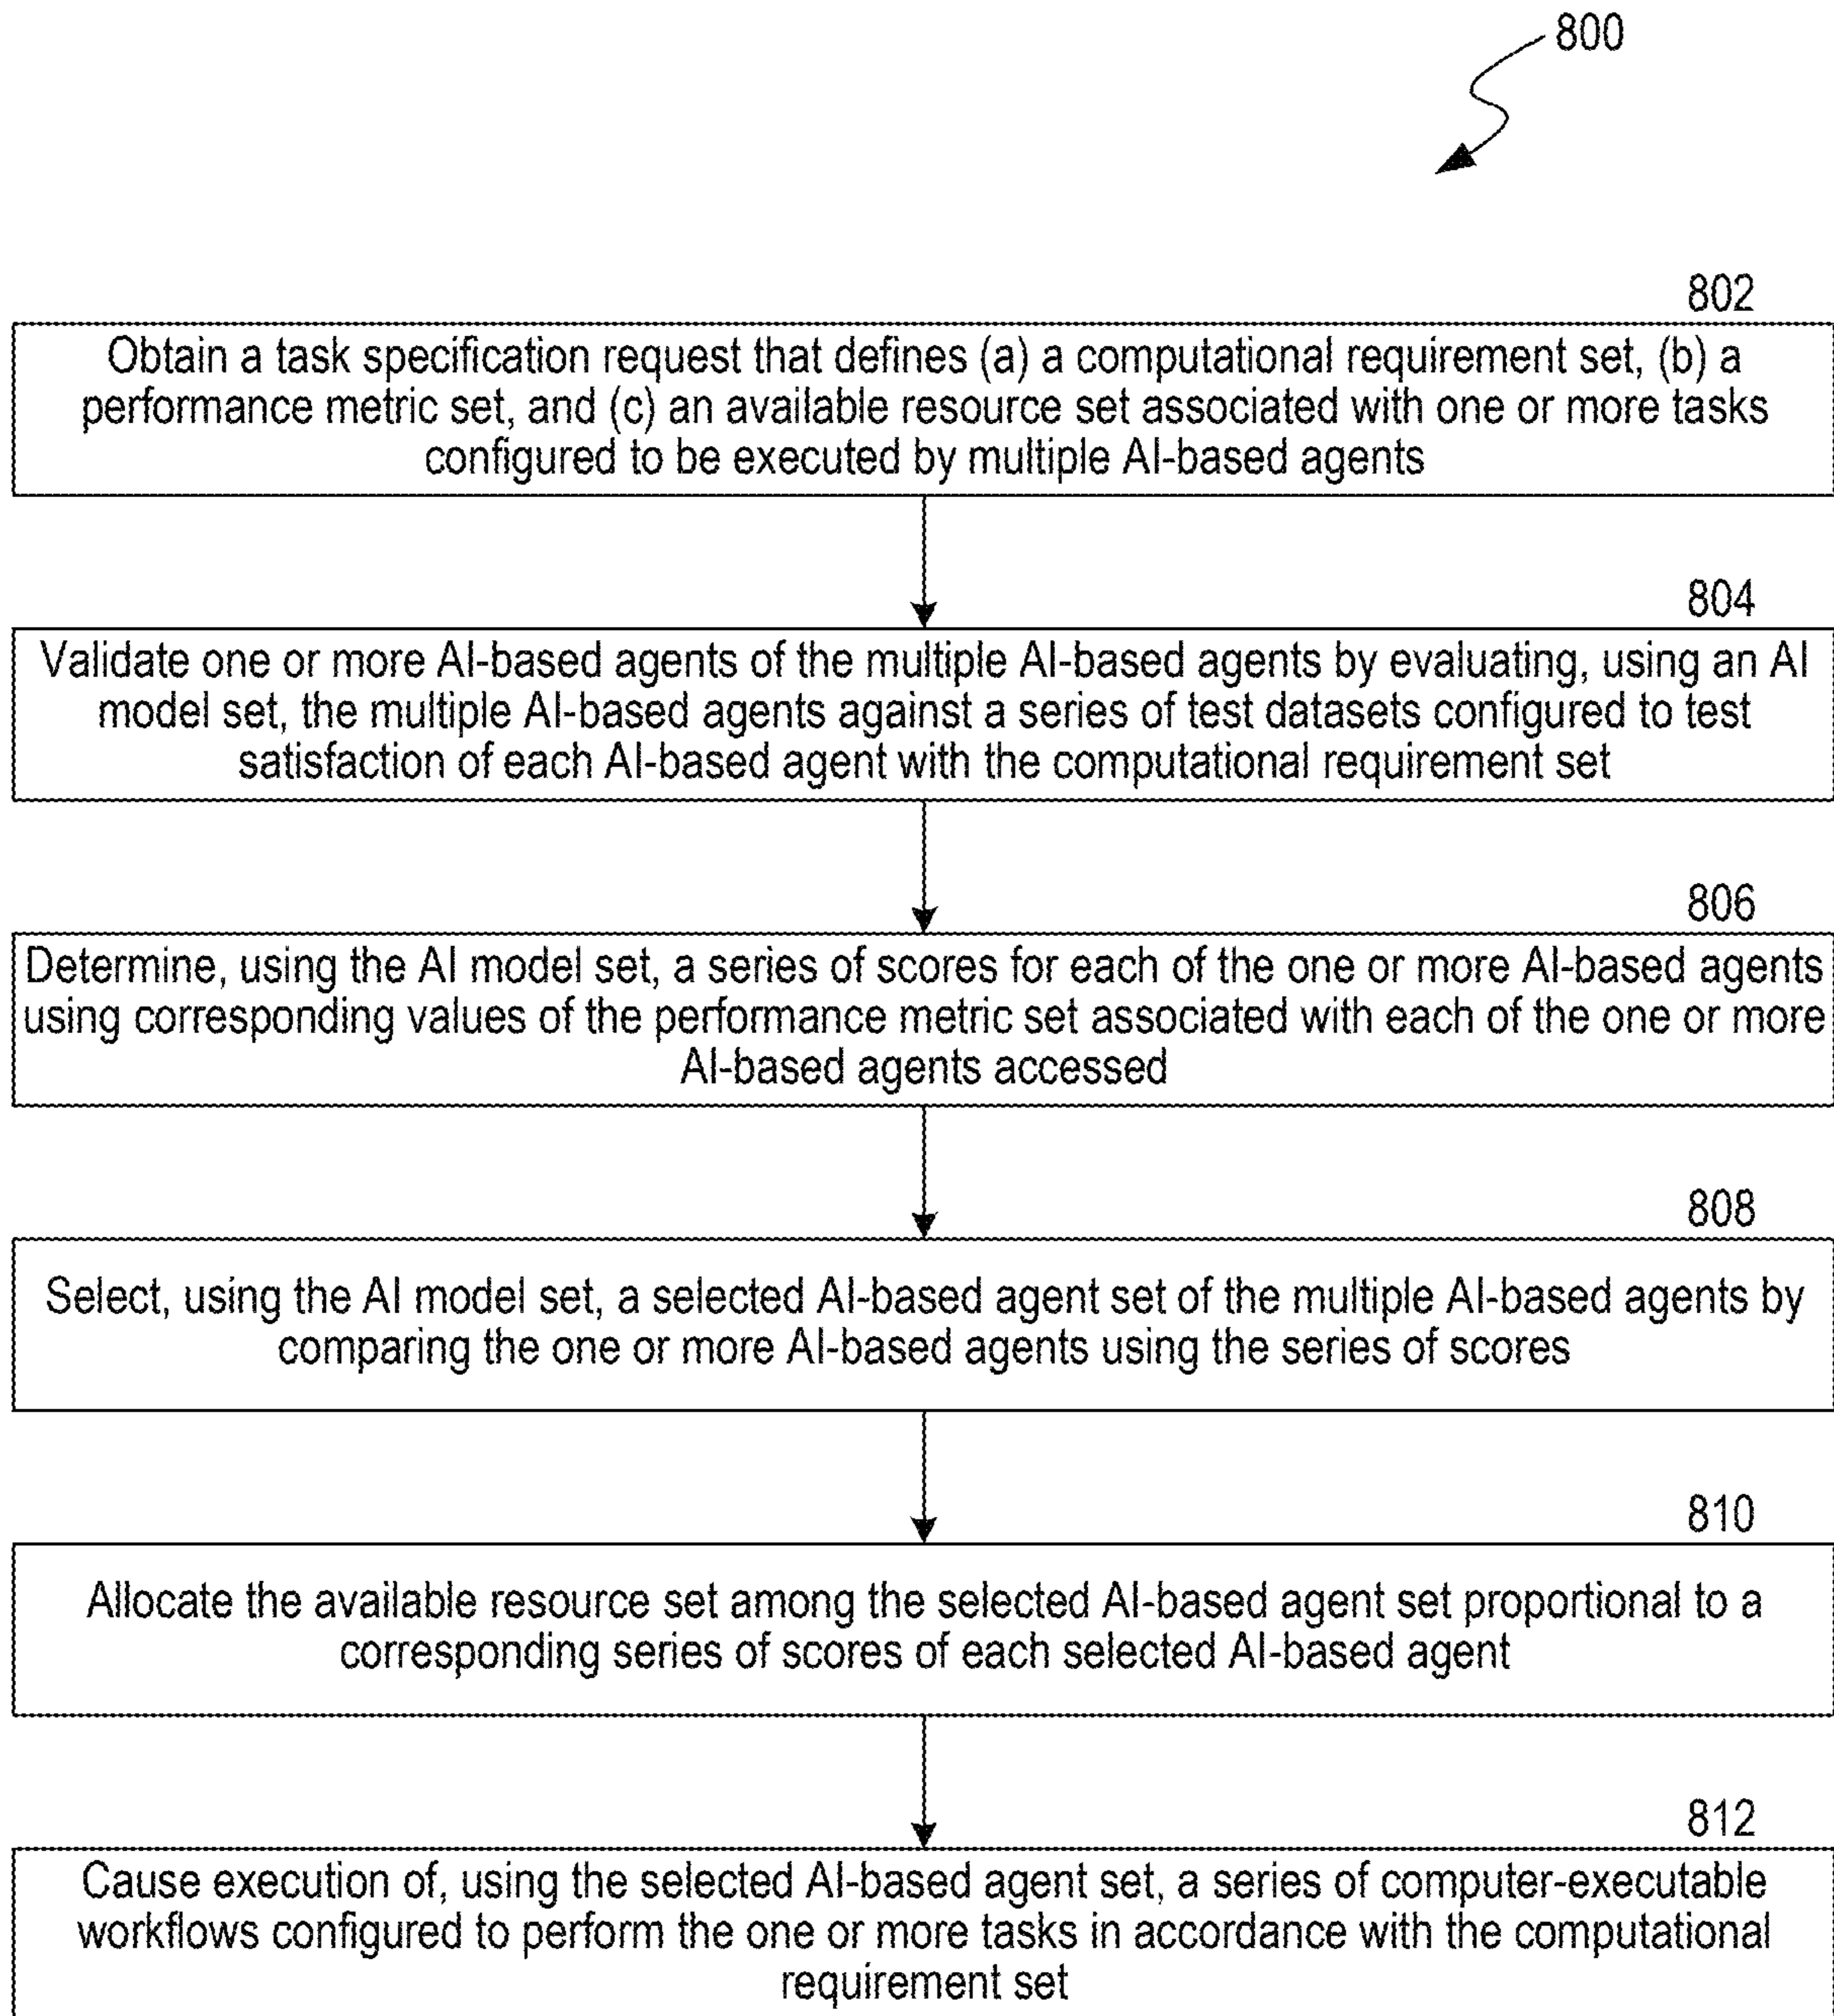 800
802
Obtain a task specification request that defines (a) a computational requirement set, (b) a
performance metric set, and (c) an available resource set associated with one or more tasks
configured to be executed by multiple AI-based agents
804
Validate one or more AI-based agents of the multiple AI-based agents by evaluating, using an AI
model set, the multiple AI-based agents against a series of test datasets configured to test
satisfaction of each AI-based agent with the computational requirement set
806
Determine, using the AI model set, a series of scores for each of the one or more AI-based agents
using corresponding values of the performance metric set associated with each of the one or more
AI-based agents accessed
808
Select, using the AI model set, a selected AI-based agent set of the multiple AI-based agents by
comparing the one or more AI-based agents using the series of scores
810
Allocate the available resource set among the selected AI-based agent set proportional to a
corresponding series of scores of each selected AI-based agent
812
Cause execution of, using the selected AI-based agent set, a series of computer-executable
workflows configured to perform the one or more tasks in accordance with the computational
requirement set